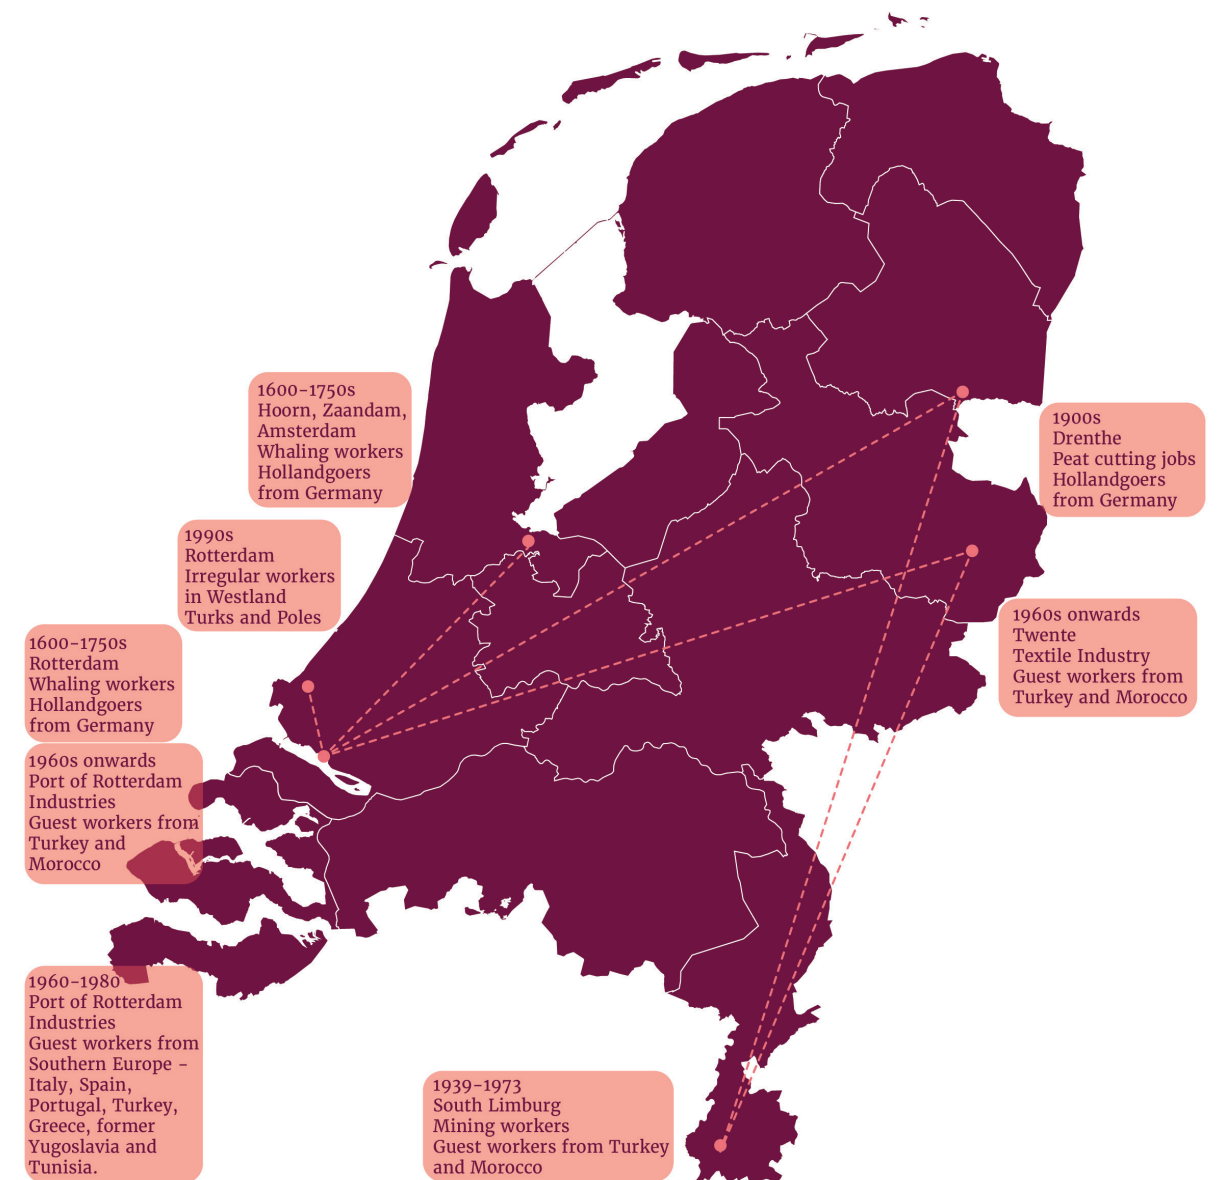 1600-1750s
Hoorn, Zaandam,
Amsterdam
Whaling workers
Hollandgoers
from Germany
1990s
Rotterdam
Irregular workers
in Westland
Turks and Poles
1600-1750s
Rotterdam
Whaling workers
Hollandgoers
from Germany
1960s onwards
Port of Rotterdam
Industries
Guest workers from
Turkey and
Morocco
1960-1980
Port of Rotterdam
Industries
Guest workers from
Southern Europe -
Italy, Spain,
Portugal, Turkey,
Greece, former
Yugoslavia and
Tunisia.
1939-1973
South Limburg
Mining workers
Guest workers from Turkey
and Morocco
1900s
Drenthe
Peat cutting jobs
Hollandgoers
from Germany
1960s onwards
Twente
Textile Industry
Guest workers from
Turkey and Morocco